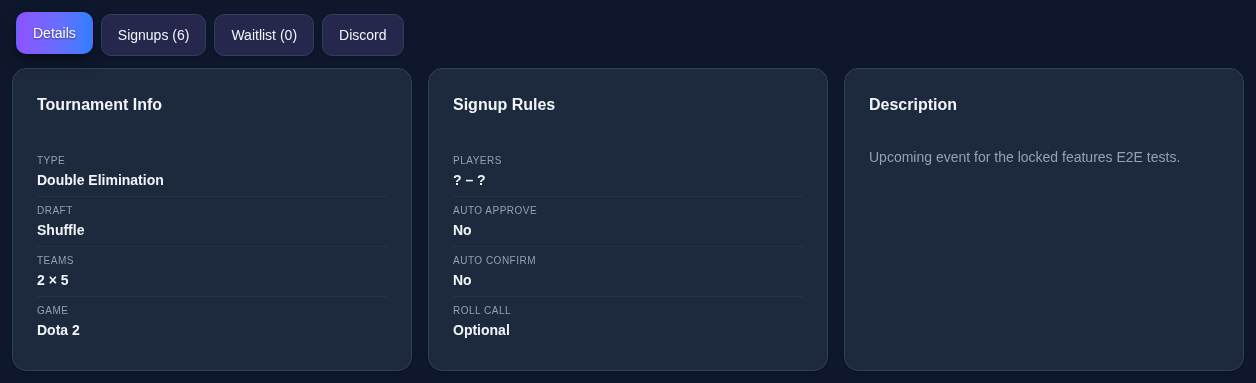 Details
Signups (6)
Waitlist (0)
Discord
Tournament Info
TYPE
Double Elimination
DRAFT
Shuffle
TEAMS
2 × 5
GAME
Dota 2
Signup Rules
PLAYERS
? – ?
AUTO APPROVE
No
AUTO CONFIRM
No
ROLL CALL
Optional
Description
Upcoming event for the locked features E2E tests.